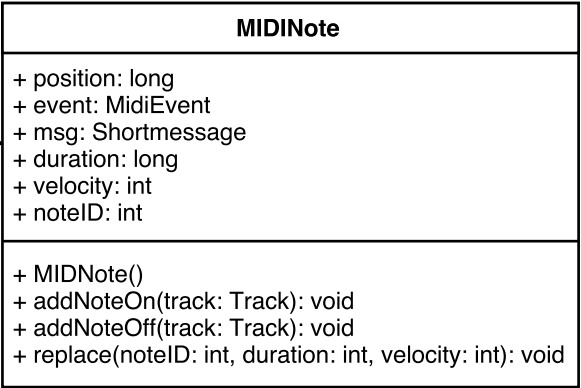 MIDINote
+ position: long
+ event: MidiEvent
+ msg: Shortmessage
+ duration: long
+ velocity: int
+ noteID: int
+ MIDNote()
+ addNoteOn(track: Track): void
+ addNoteOff(track: Track): void
+ replace(noteID: int, duration: int, velocity: int): void